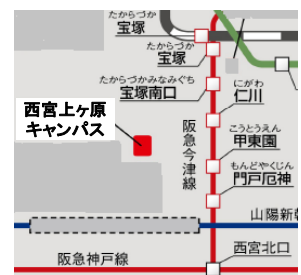 たからづか
宝塚
たからづか
宝塚
たからづかみなみぐち
宝塚南口
西宮上ヶ原
キャンパス
にがわ
仁川
こうとうえん
甲東園
もんどやくじん
門戸厄神
阪急今津線
山陽新
阪急神戸線
西宮北口